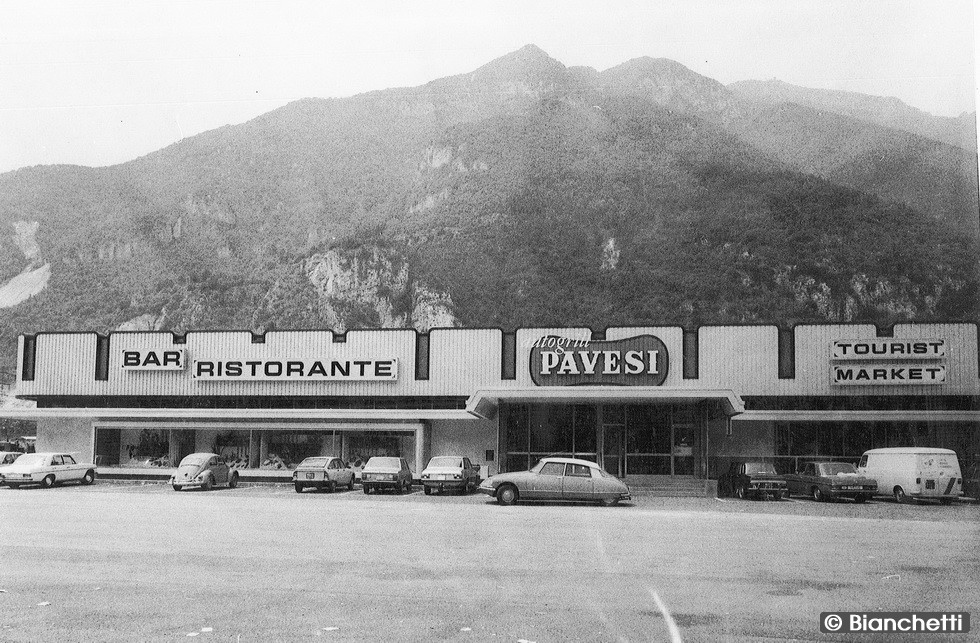 BAR
RISTORANTE
autogrill
PAVESI
TOURIST
MARKET
© Bianchetti